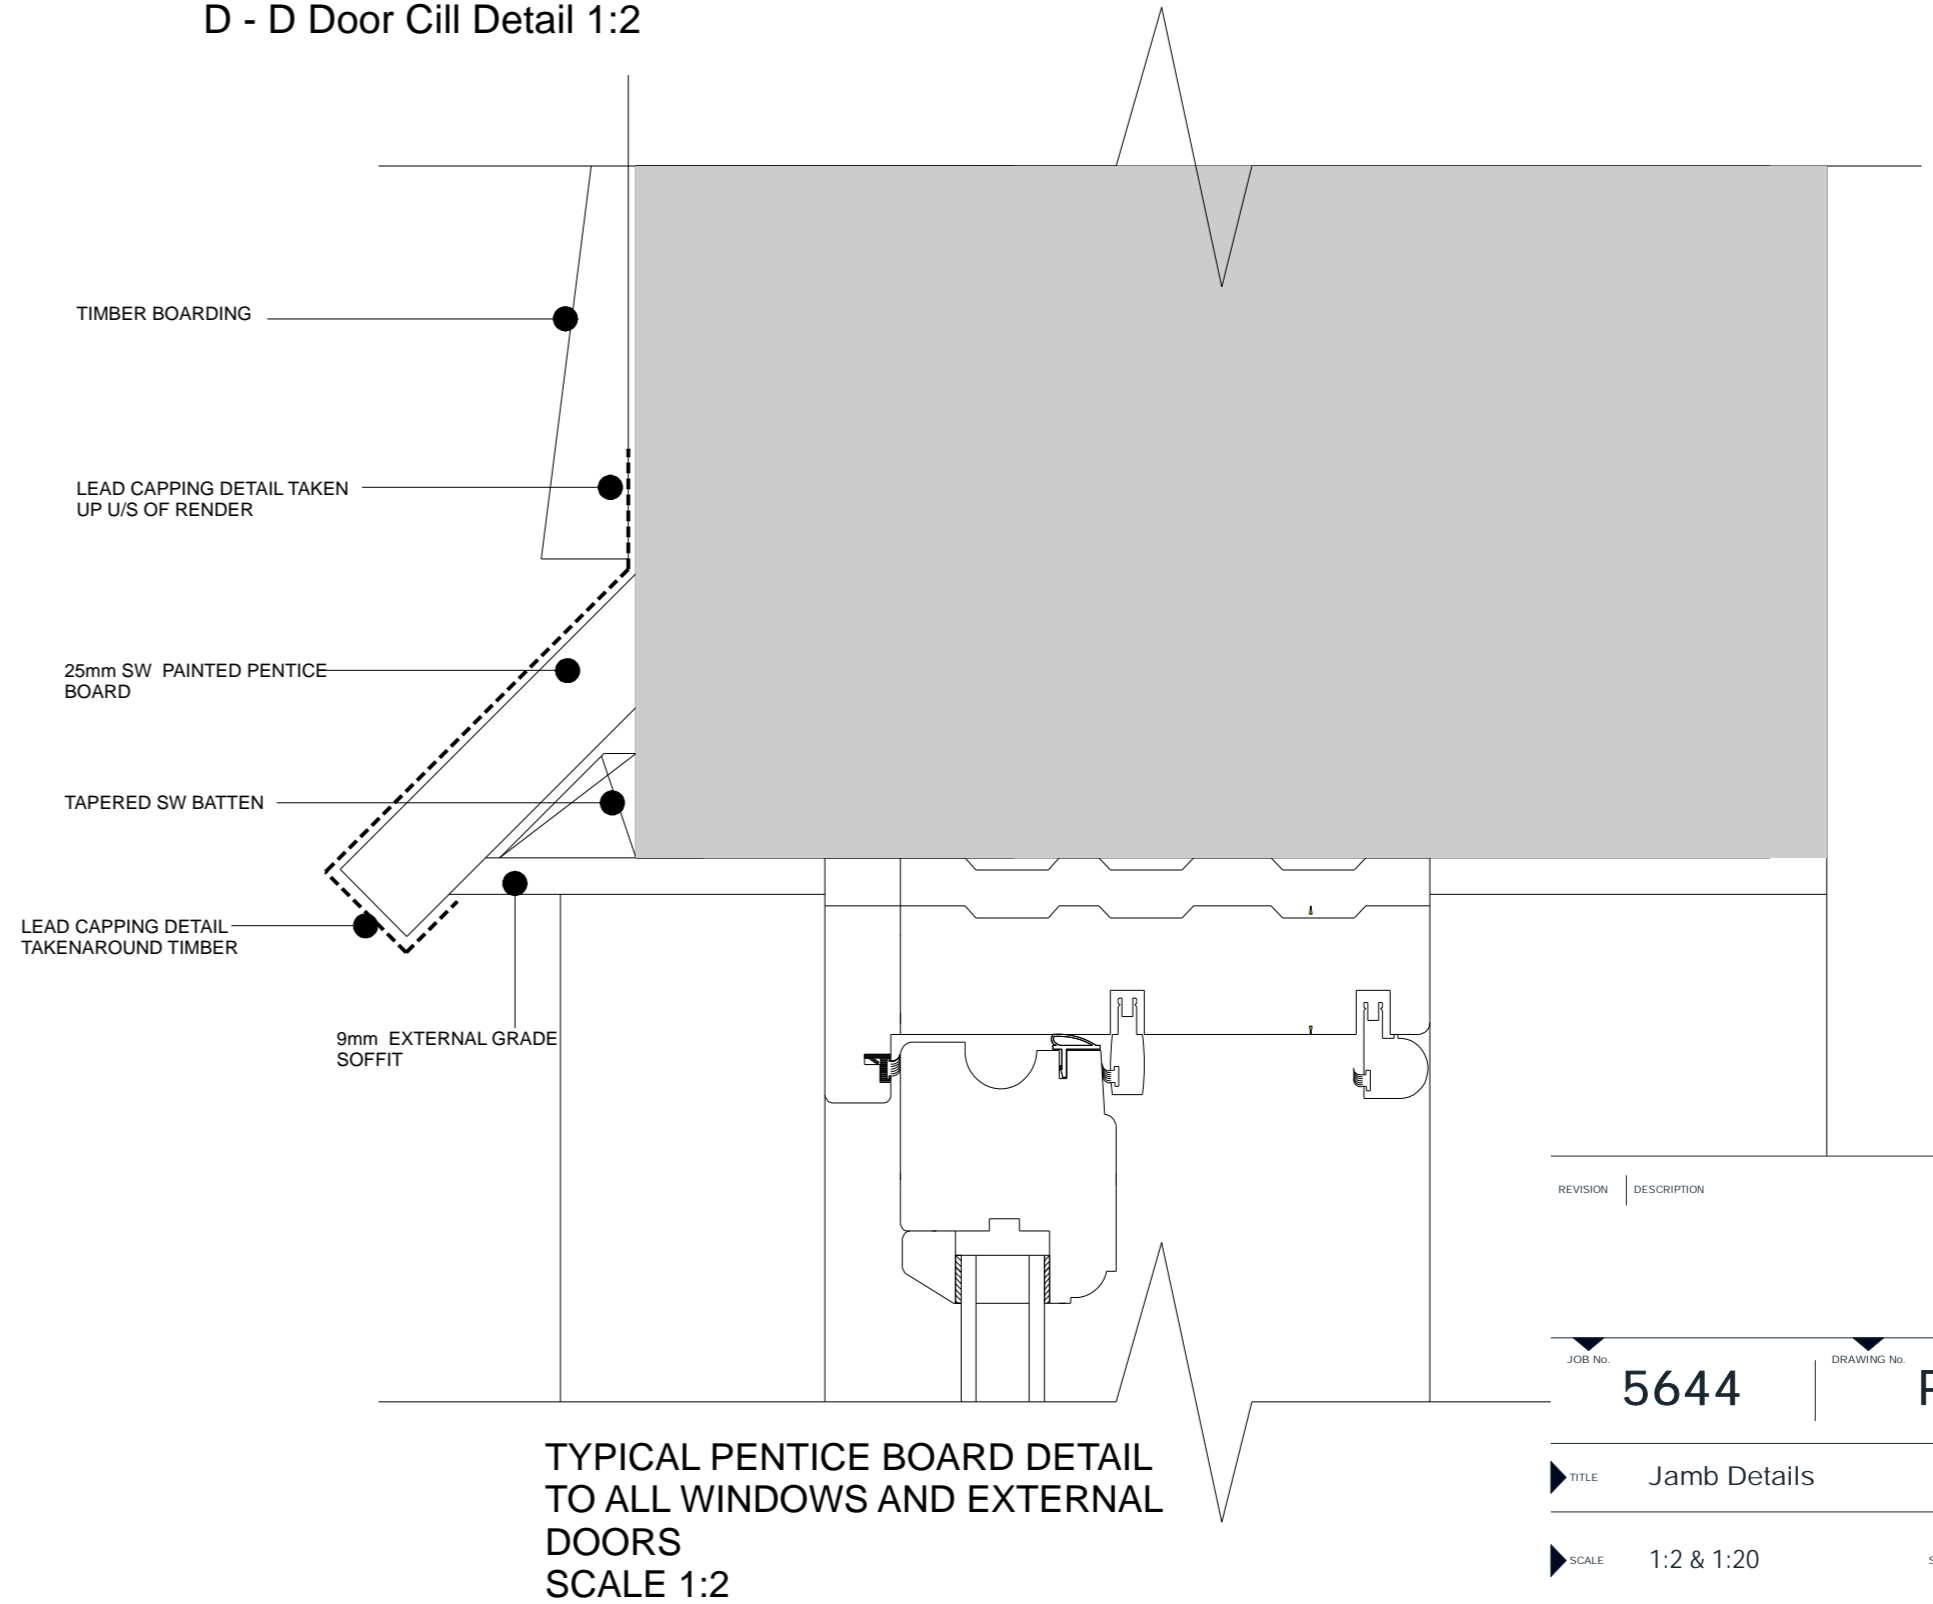 D - D Door Cill Detail 1:2
TIMBER BOARDING
LEAD CAPPING DETAIL TAKEN
UP U/S OF RENDER
25mm SW  PAINTED PENTICE
BOARD
TAPERED SW BATTEN
LEAD CAPPING DETAIL
TAKENAROUND TIMBER
9mm  EXTERNAL GRADE
SOFFIT
TYPICAL PENTICE BOARD DETAIL
TO ALL WINDOWS AND EXTERNAL
DOORS
SCALE 1:2
REVISION
DESCRIPTION
JOB No.
5644
DRAWING No.
TITLE
Jamb Details
SCALE
1:2 & 1:20